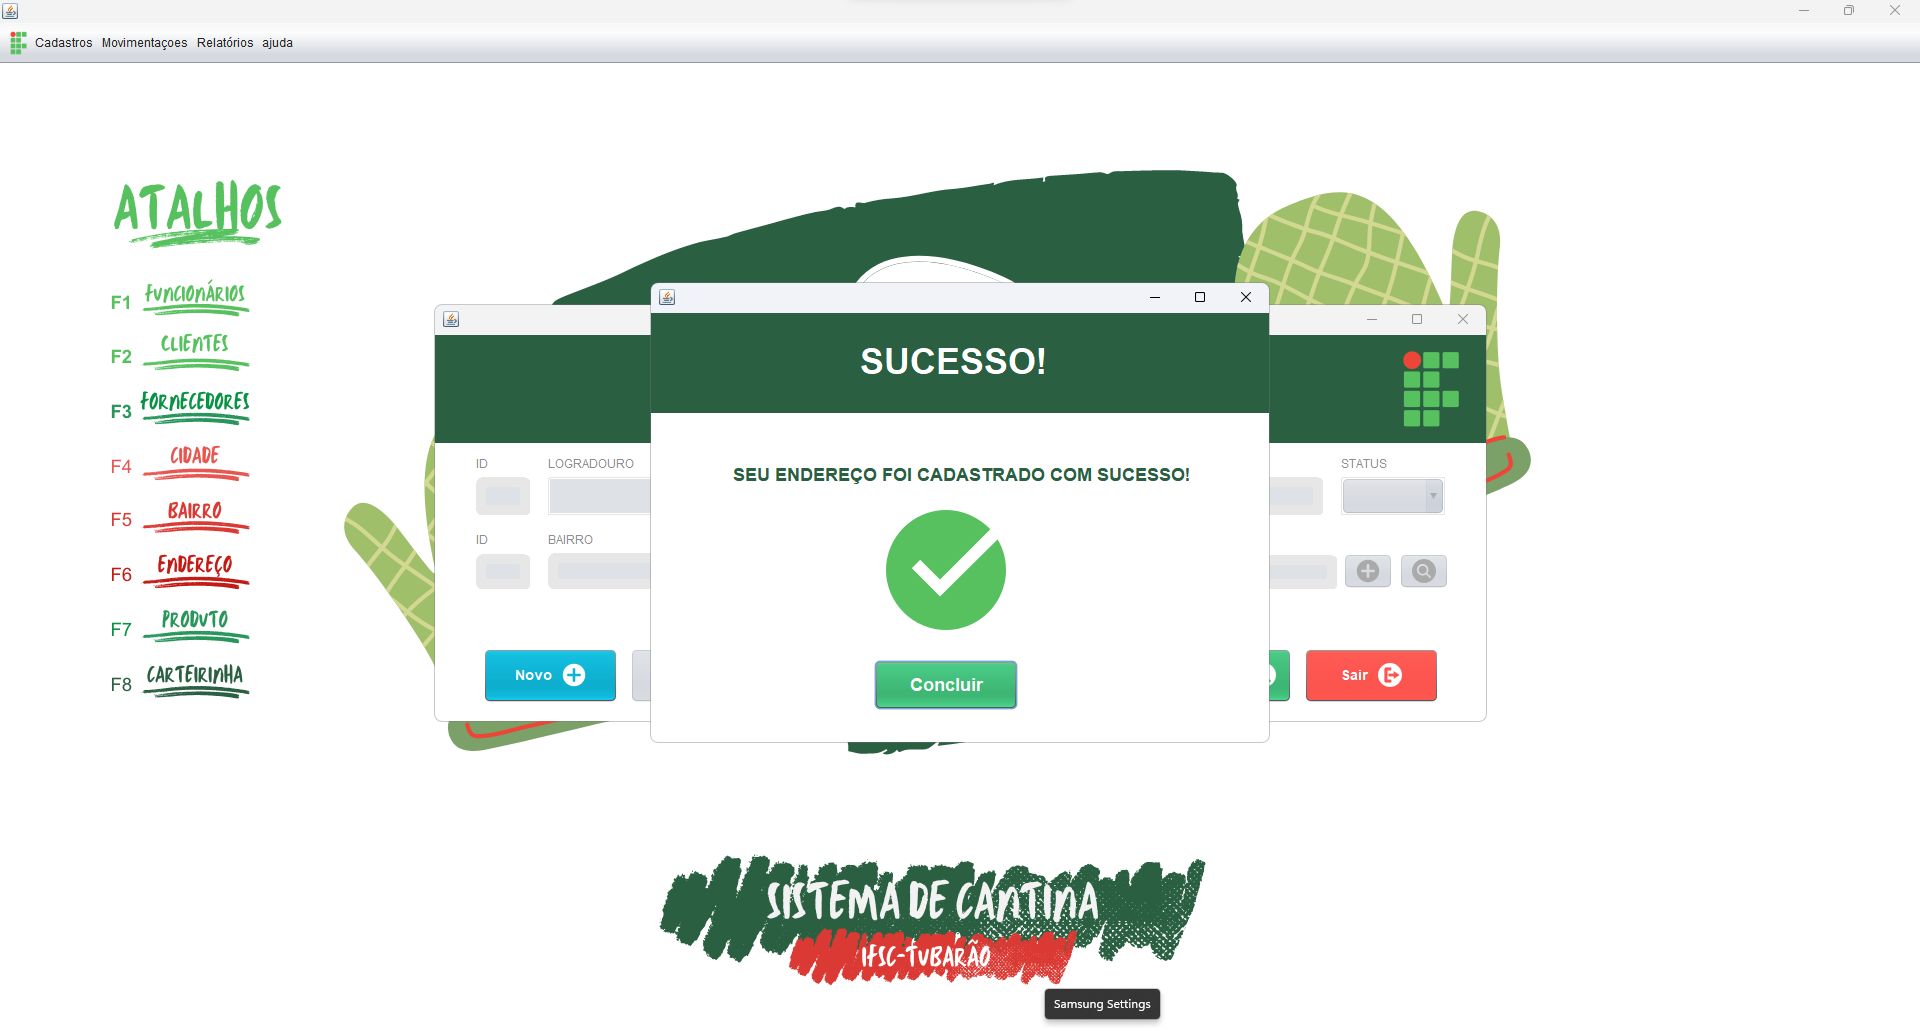 Cadastros Movimentaçoes Relatórios ajuda
ATALHOS
F1 FUNCIONÁRIOS
F2 CLIENTES
F3 FORNECEDORES
F4 CIDADE
F5 BAIRRO
F6 ENDEREÇO
F7 PRODUTO
F8 CARTEIRINHA
SUCESSO!
SEU ENDEREÇO FOI CADASTRADO COM SUCESSO!
Concluir
ID LOGRADOURO STATUS
ID BAIRRO
Novo Sair
SISTEMA DE CANTINA
IFSC-TUBARÃO
Samsung Settings